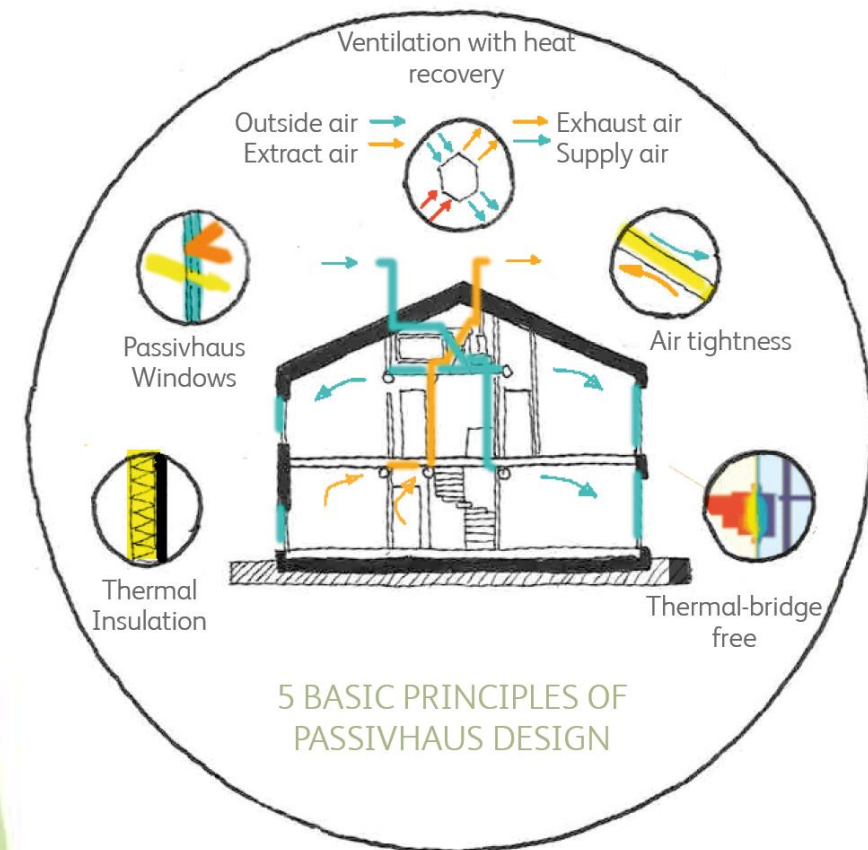 Ventilation with heat
recovery
Outside air
Exhaust air
Extract air
Supply air
Passivhaus
Windows
Air tightness
Thermal
Insulation
Thermal-bridge
free
5 BASIC PRINCIPLES OF
PASSIVHAUS DESIGN